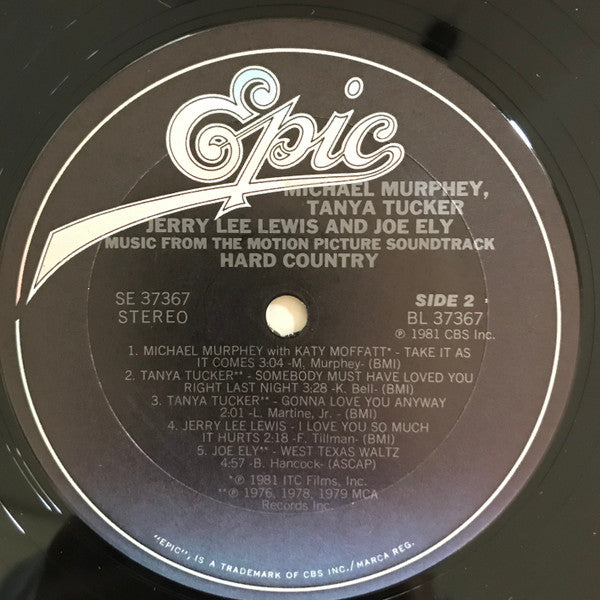 Epic
MICHAEL MURPHEY,
TANYA TUCKER
JERRY LEE LEWIS AND JOE ELY
MUSIC FROM THE MOTION PICTURE SOUNDTRACK
HARD COUNTRY
SE 37367
STEREO
SIDE 2
BL 37367
℗ 1981 CBS Inc.
1. MICHAEL MURPHEY with KATY MOFFATT* - TAKE IT AS
IT COMES 3:04 -M. Murphey- (BMI)
2. TANYA TUCKER** - SOMEBODY MUST HAVE LOVED YOU
RIGHT LAST NIGHT 3:28 -K. Bell- (BMI)
3. TANYA TUCKER** - GONNA LOVE YOU ANYWAY
2:01 -L. Martine, Jr. - (BMI)
4. JERRY LEE LEWIS - I LOVE YOU SO MUCH
IT HURTS 2:18 -F. Tillman- (BMI)
5. JOE ELY** - WEST TEXAS WALTZ
4:57 -B. Hancock- (ASCAP)
*℗ 1981 ITC Films, Inc.
**℗ 1976, 1978, 1979 MCA
Records Inc.
"EPIC", IS A TRADEMARK OF CBS INC./MARCA REG.